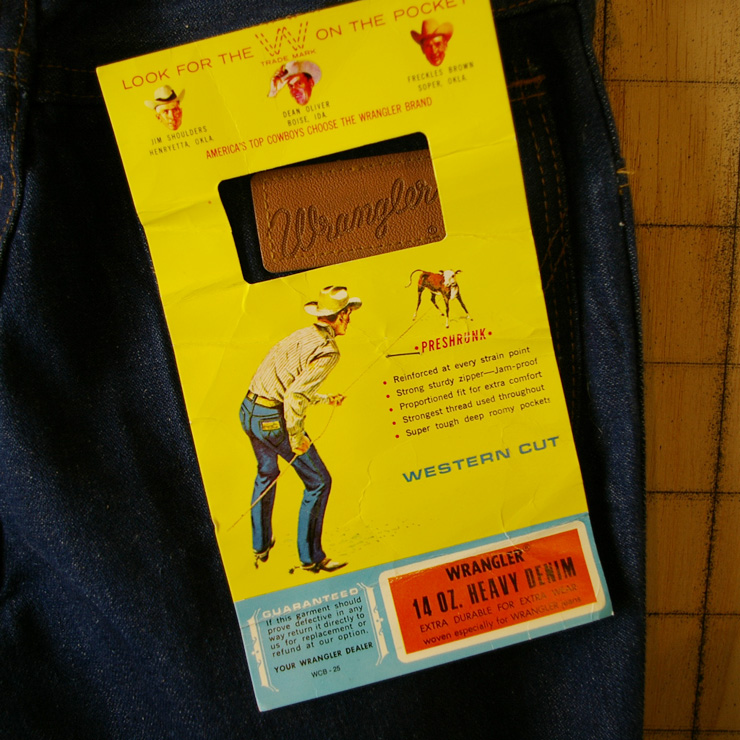 LOOK FOR THE W ON THE POCKET
TRADE MARK
JIM SHOULDERS
HENRYETTA, OKLA.
DEAN OLIVER
BOISE, IDA.
FRECKLES BROWN
SOPER, OKLA.
AMERICA'S TOP COWBOYS CHOOSE THE WRANGLER BRAND
Wrangler
®
•PRESHRUNK•
• Reinforced at every strain point
• Strong sturdy zipper—Jam-proof
• Proportioned fit for extra comfort
• Strongest thread used throughout
• Super tough deep roomy pockets
WESTERN CUT
GUARANTEED
If this garment should
prove defective in any
way return it directly to
us for replacement or
refund at our option.
YOUR WRANGLER DEALER
WCB - 25
WRANGLER®
14 OZ. HEAVY DENIM
EXTRA DURABLE FOR EXTRA WEAR
woven especially for WRANGLER jeans